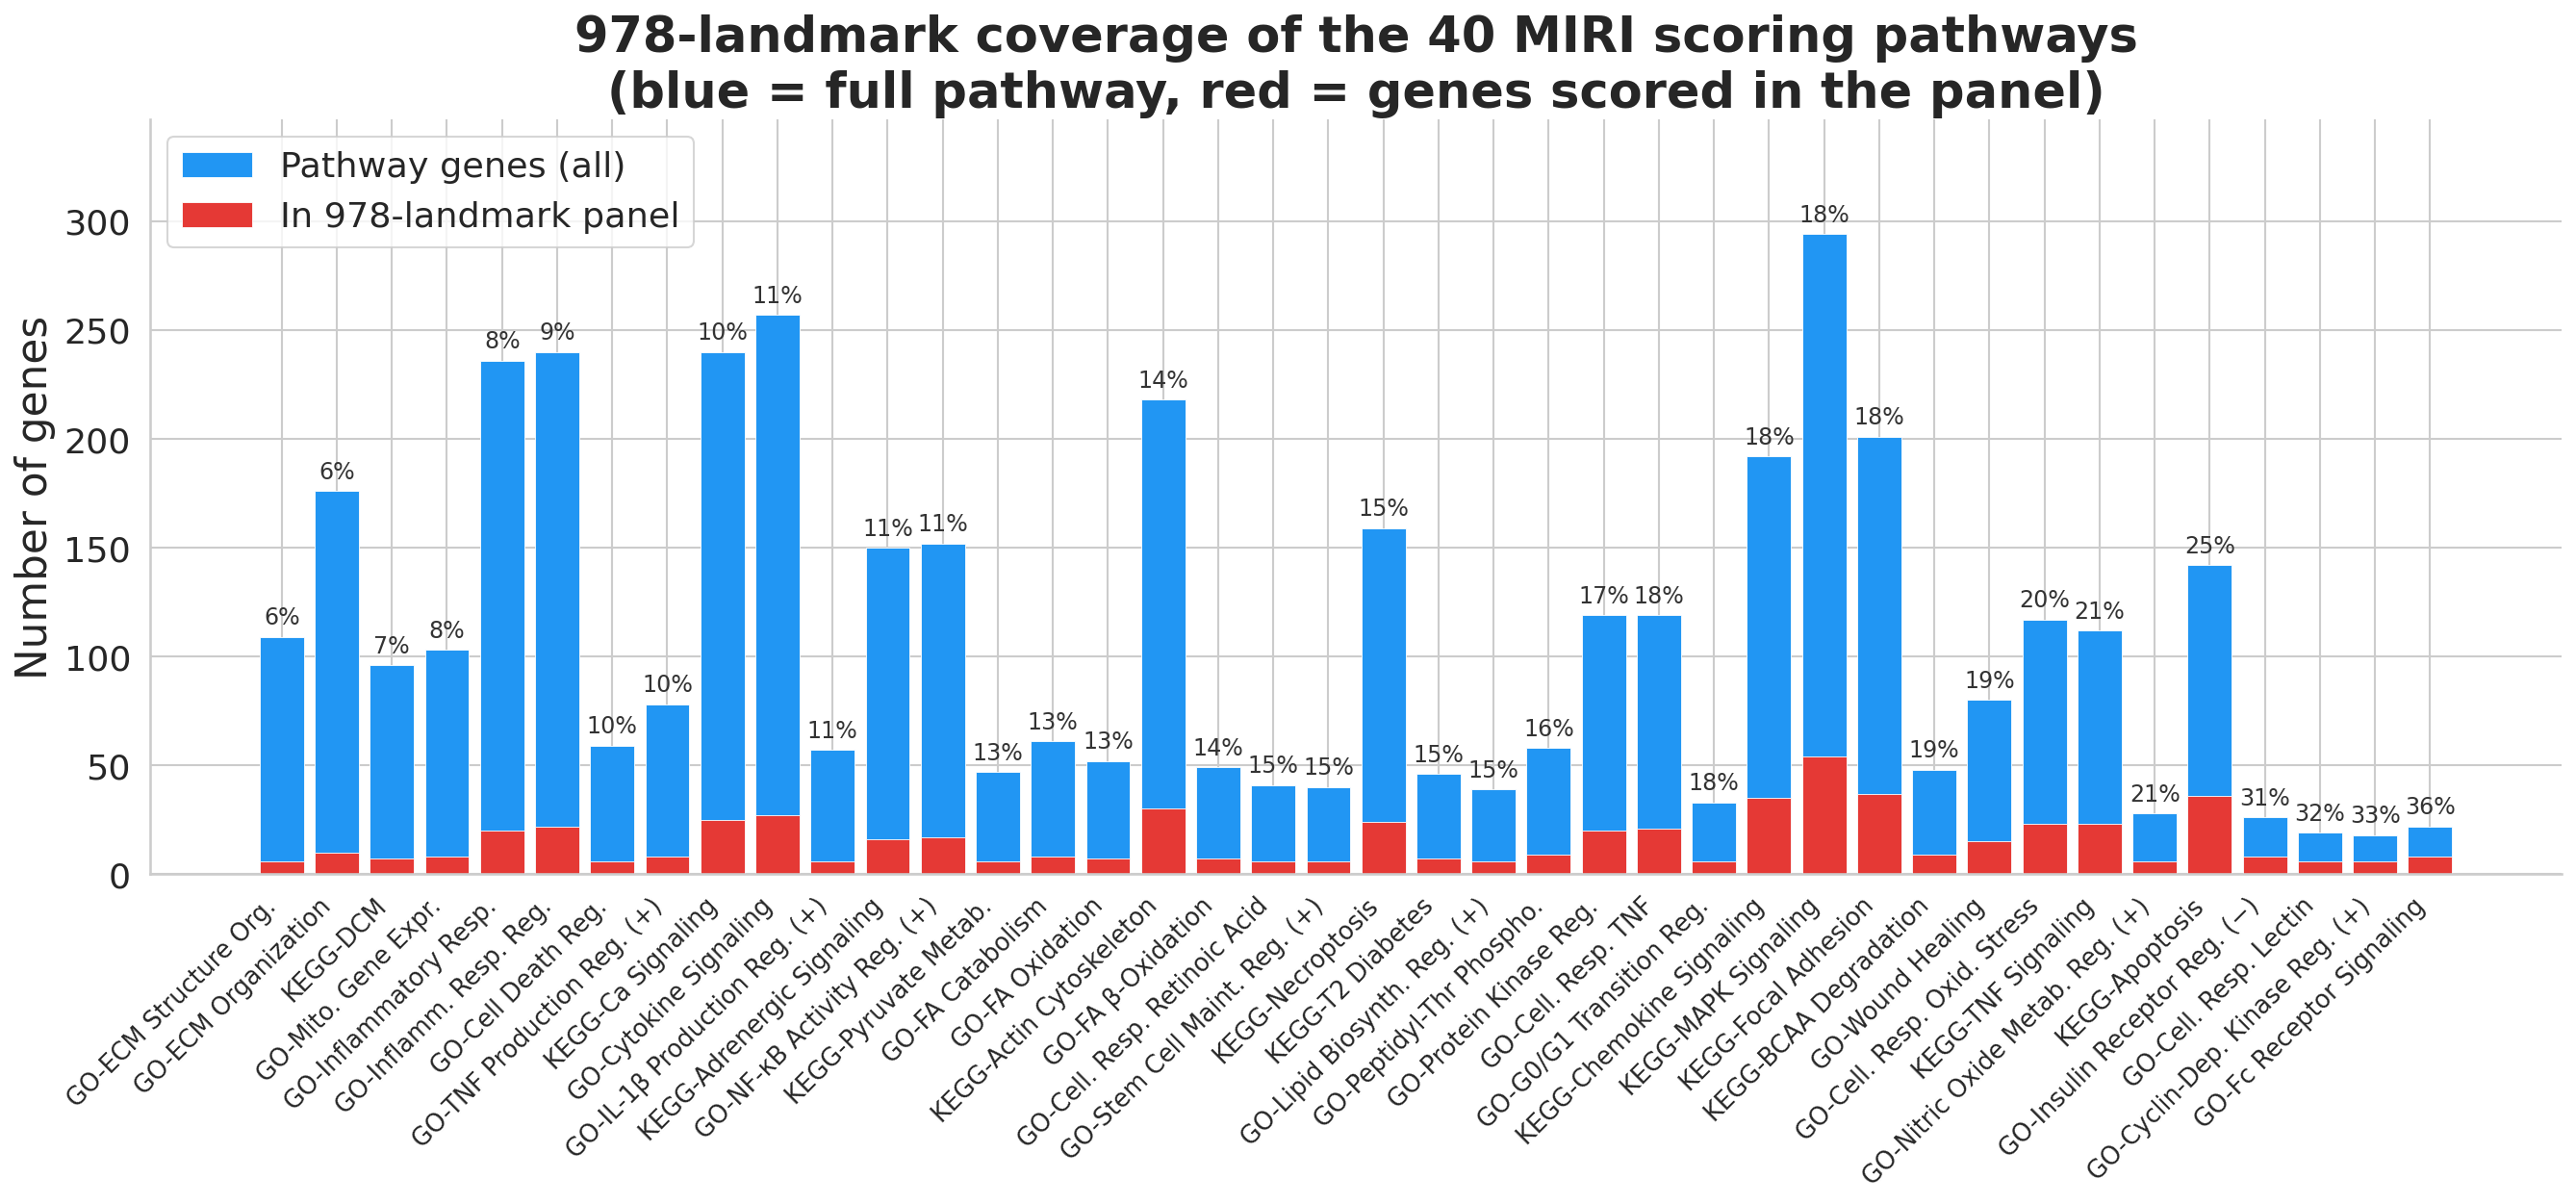 978-landmark coverage of the 40 MIRI scoring pathways
(blue = full pathway, red = genes scored in the panel)
Pathway genes (all)
In 978-landmark panel
Number of genes
300
250
200
150
100
50
0
6%
6%
7%
8%
8%
9%
10%
10%
10%
11%
11%
11%
11%
13%
13%
13%
14%
14%
15%
15%
15%
15%
15%
16%
17%
18%
18%
18%
18%
18%
19%
19%
20%
21%
21%
25%
31%
32%
33%
36%
GO-ECM Structure Org.
GO-ECM Organization
KEGG-DCM
GO-Mito. Gene Expr.
GO-Inflammatory Resp.
GO-Inflamm. Resp. Reg.
GO-Cell Death Reg.
GO-TNF Production Reg. (+)
KEGG-Ca Signaling
GO-Cytokine Signaling
GO-IL-1β Production Reg. (+)
KEGG-Adrenergic Signaling
GO-NF-κB Activity Reg. (+)
KEGG-Pyruvate Metab.
GO-FA Catabolism
GO-FA Oxidation
KEGG-Actin Cytoskeleton
GO-FA β-Oxidation
GO-Cell. Resp. Retinoic Acid
GO-Stem Cell Maint. Reg. (+)
KEGG-Necroptosis
KEGG-T2 Diabetes
GO-Lipid Biosynth. Reg. (+)
GO-Peptidyl-Thr Phospho.
GO-Protein Kinase Reg.
GO-Cell. Resp. TNF
GO-G0/G1 Transition Reg.
KEGG-Chemokine Signaling
KEGG-MAPK Signaling
KEGG-Focal Adhesion
KEGG-BCAA Degradation
GO-Wound Healing
GO-Cell. Resp. Oxid. Stress
KEGG-TNF Signaling
GO-Nitric Oxide Metab. Reg. (+)
KEGG-Apoptosis
GO-Insulin Receptor Reg. (−)
GO-Cell. Resp. Lectin
GO-Cyclin-Dep. Kinase Reg. (+)
GO-Fc Receptor Signaling